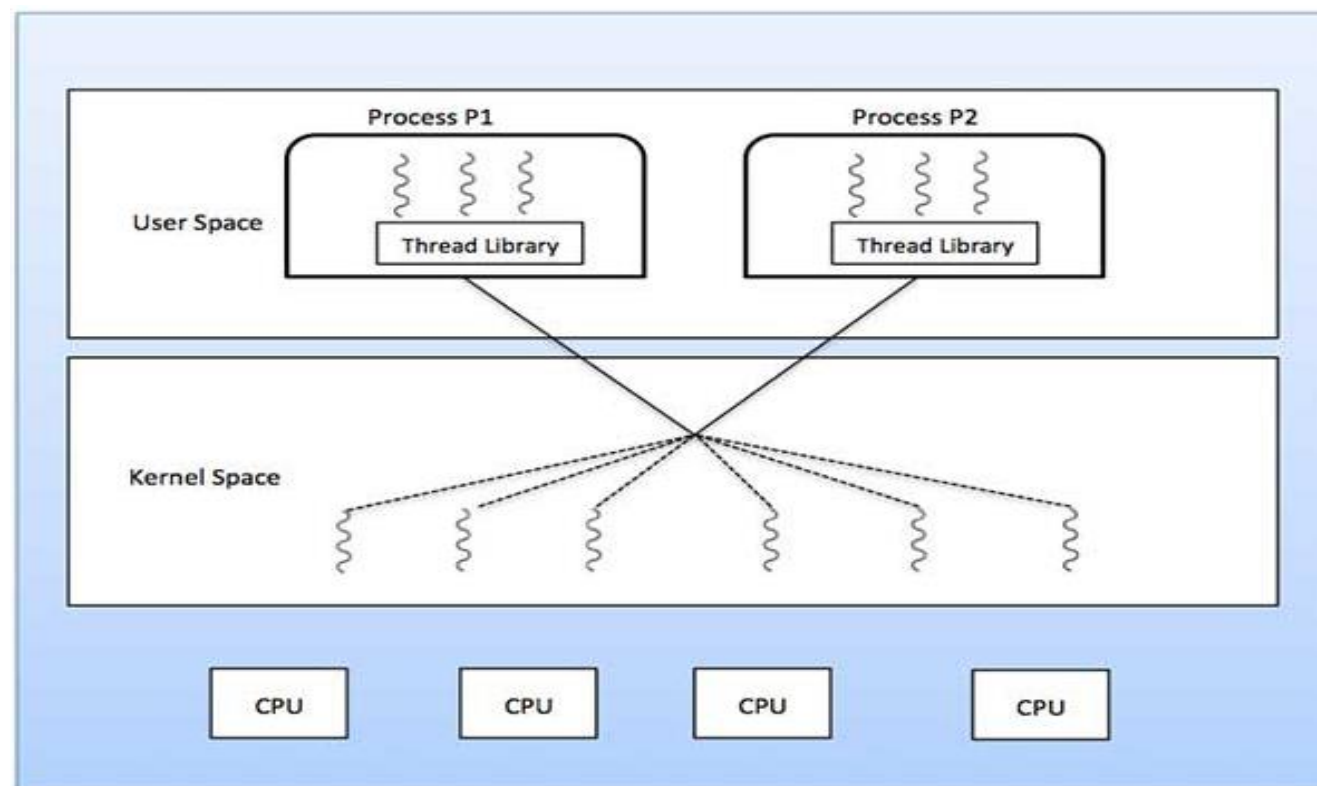 Process P1
Process P2
User Space
Thread Library
Thread Library
Kernel Space
CPU
CPU
CPU
CPU